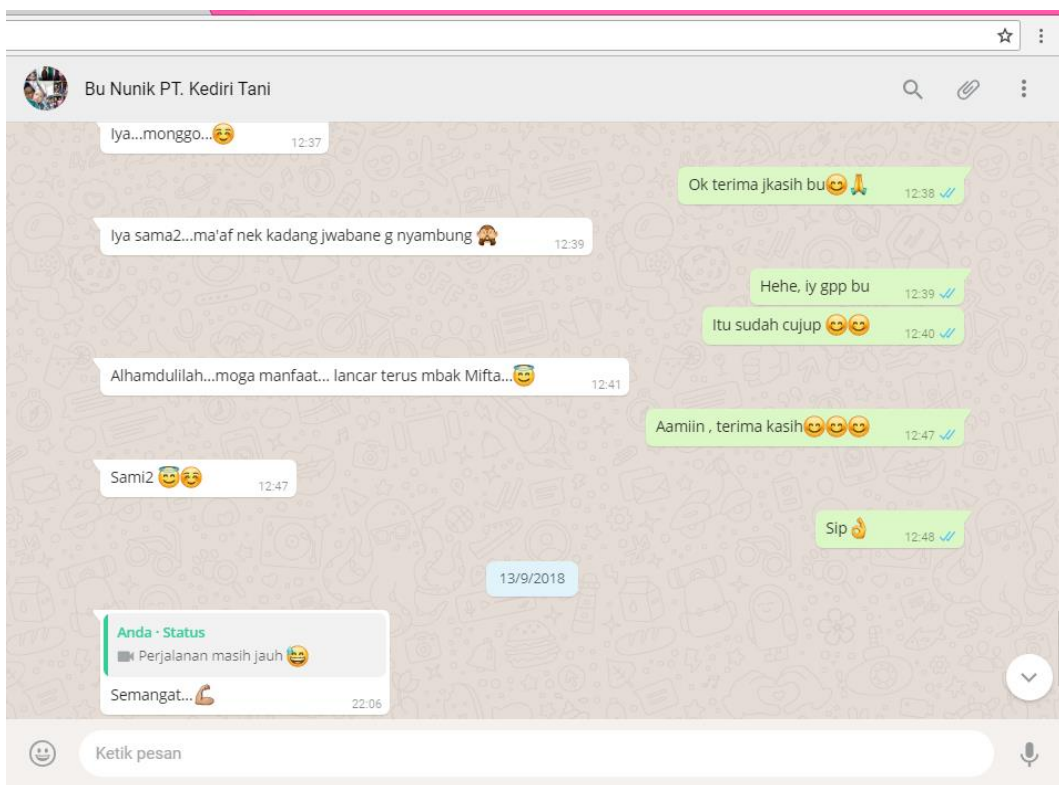 Bu Nunik PT. Kediri Tani
Iya...monggo...☺️ 12:37
Ok terima jkasih bu😊🙏 12:38
Iya sama2...ma'af nek kadang jwabane g nyambung 🙈 12:39
Hehe, iy gpp bu 12:39
Itu sudah cujup 😊😊 12:40
Alhamdulilah...moga manfaat... lancar terus mbak Mifta...😇 12:41
Aamiin , terima kasih😊😊😊 12:47
Sami2 😇☺️ 12:47
Sip👌 12:48
13/9/2018
Anda · Status
Perjalanan masih jauh 😅
Semangat...💪 22:06
Ketik pesan